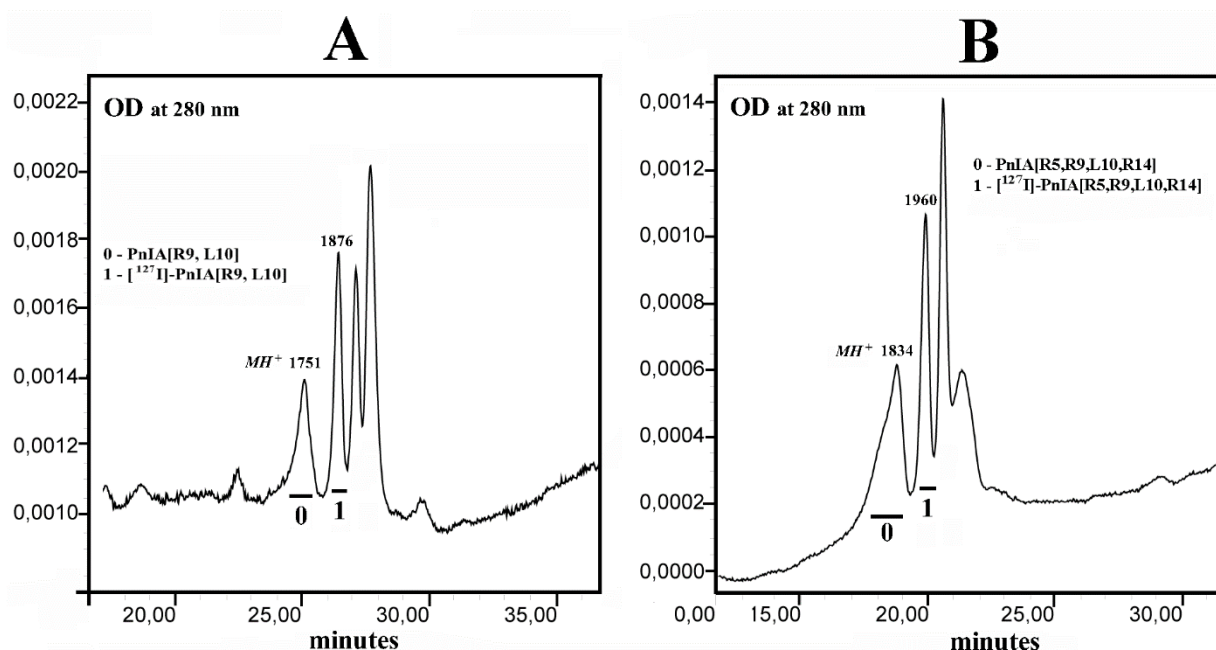 A
OD at 280 nm
0,0022
0,0020
0,0018
0,0016
0,0014
0,0012
0,0010
0 - PnIA[R9, L10]
1 - [¹²⁷I]-PnIA[R9, L10]
1876
MH⁺ 1751
0
1
20,00
25,00
30,00
35,00
minutes
B
OD at 280 nm
0,0014
0,0012
0,0010
0,0008
0,0006
0,0004
0,0002
0,0000
0 - PnIA[R5,R9,L10,R14]
1 - [¹²⁷I]-PnIA[R5,R9,L10,R14]
1960
MH⁺ 1834
0
1
0,00
15,00
20,00
25,00
30,00
minutes